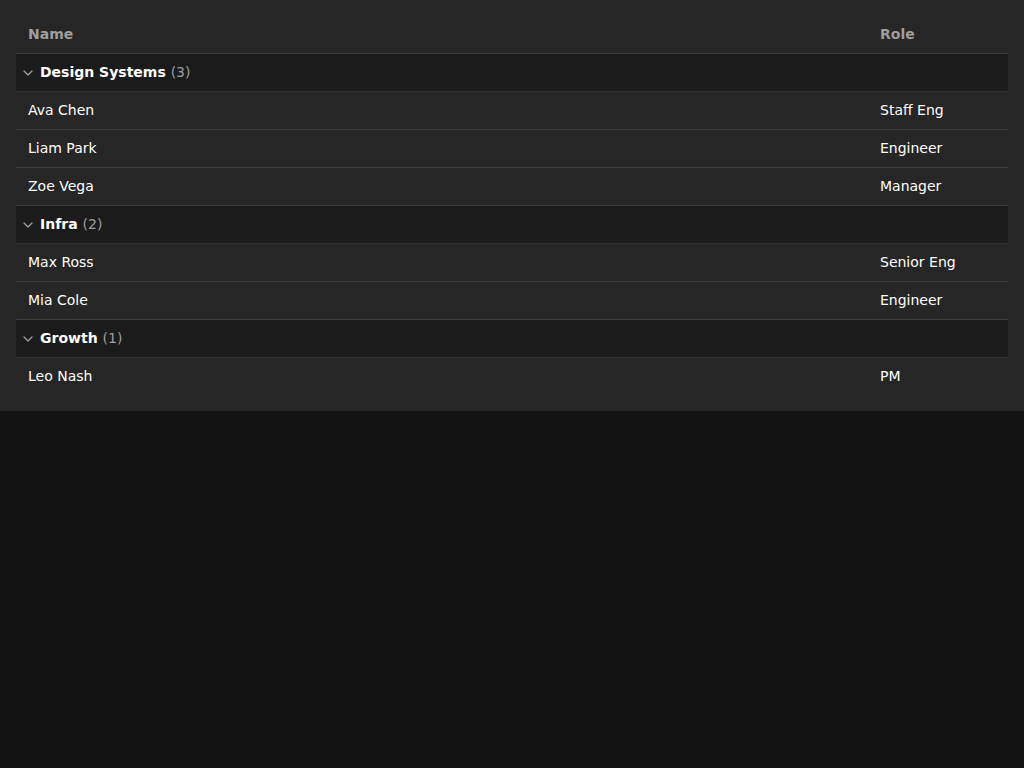 Name Role
Design Systems (3)
Ava Chen Staff Eng
Liam Park Engineer
Zoe Vega Manager
Infra (2)
Max Ross Senior Eng
Mia Cole Engineer
Growth (1)
Leo Nash PM